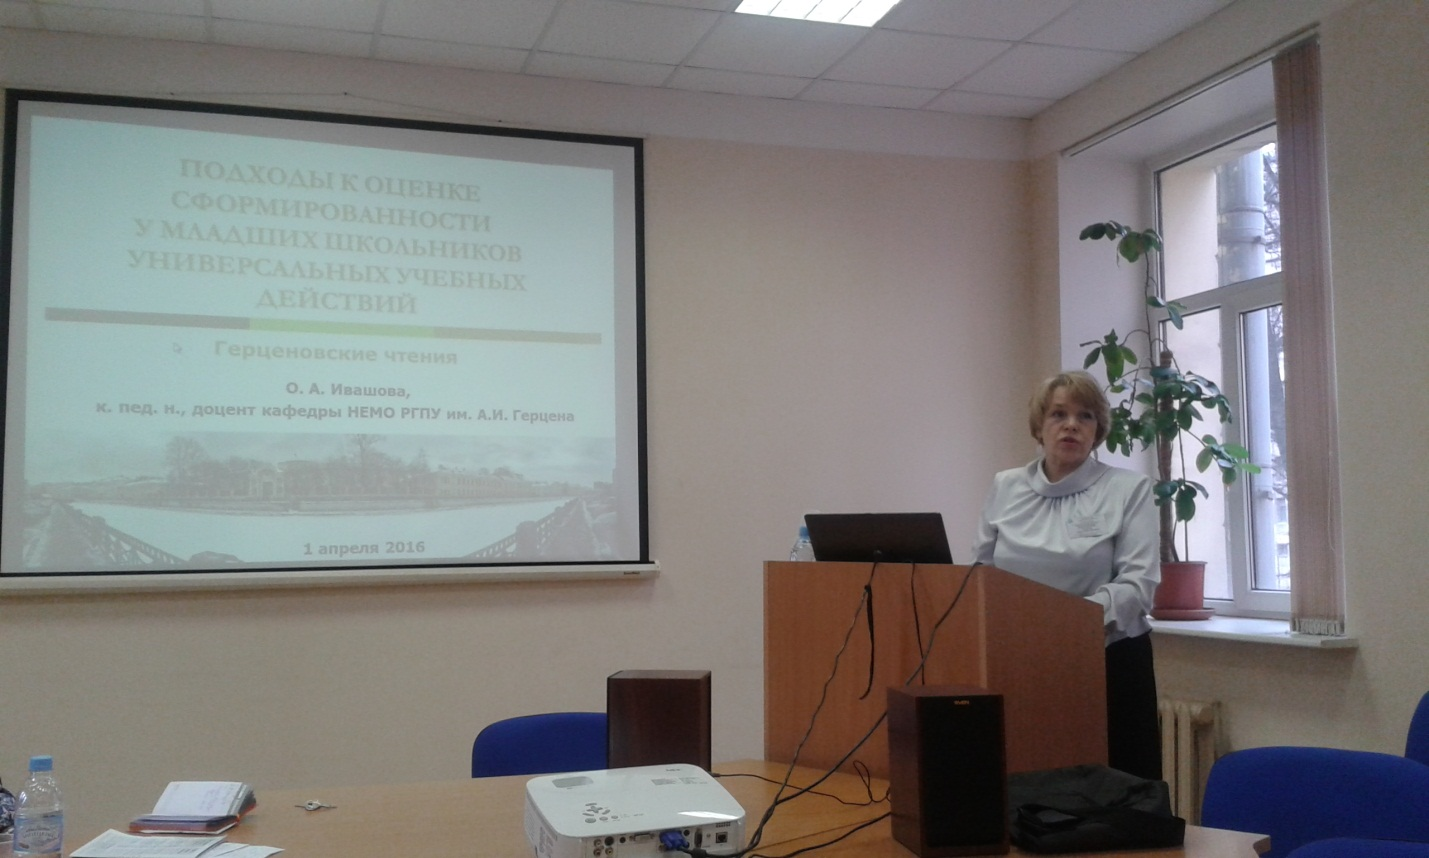 ПОДХОДЫ К ОЦЕНКЕ
СФОРМИРОВАННОСТИ
У МЛАДШИХ ШКОЛЬНИКОВ
УНИВЕРСАЛЬНЫХ УЧЕБНЫХ
ДЕЙСТВИЙ
Герценовские чтения
О. А. Ивашова,
к. пед. н., доцент кафедры НЕМО РГПУ им. А.И. Герцена
1 апреля 2016